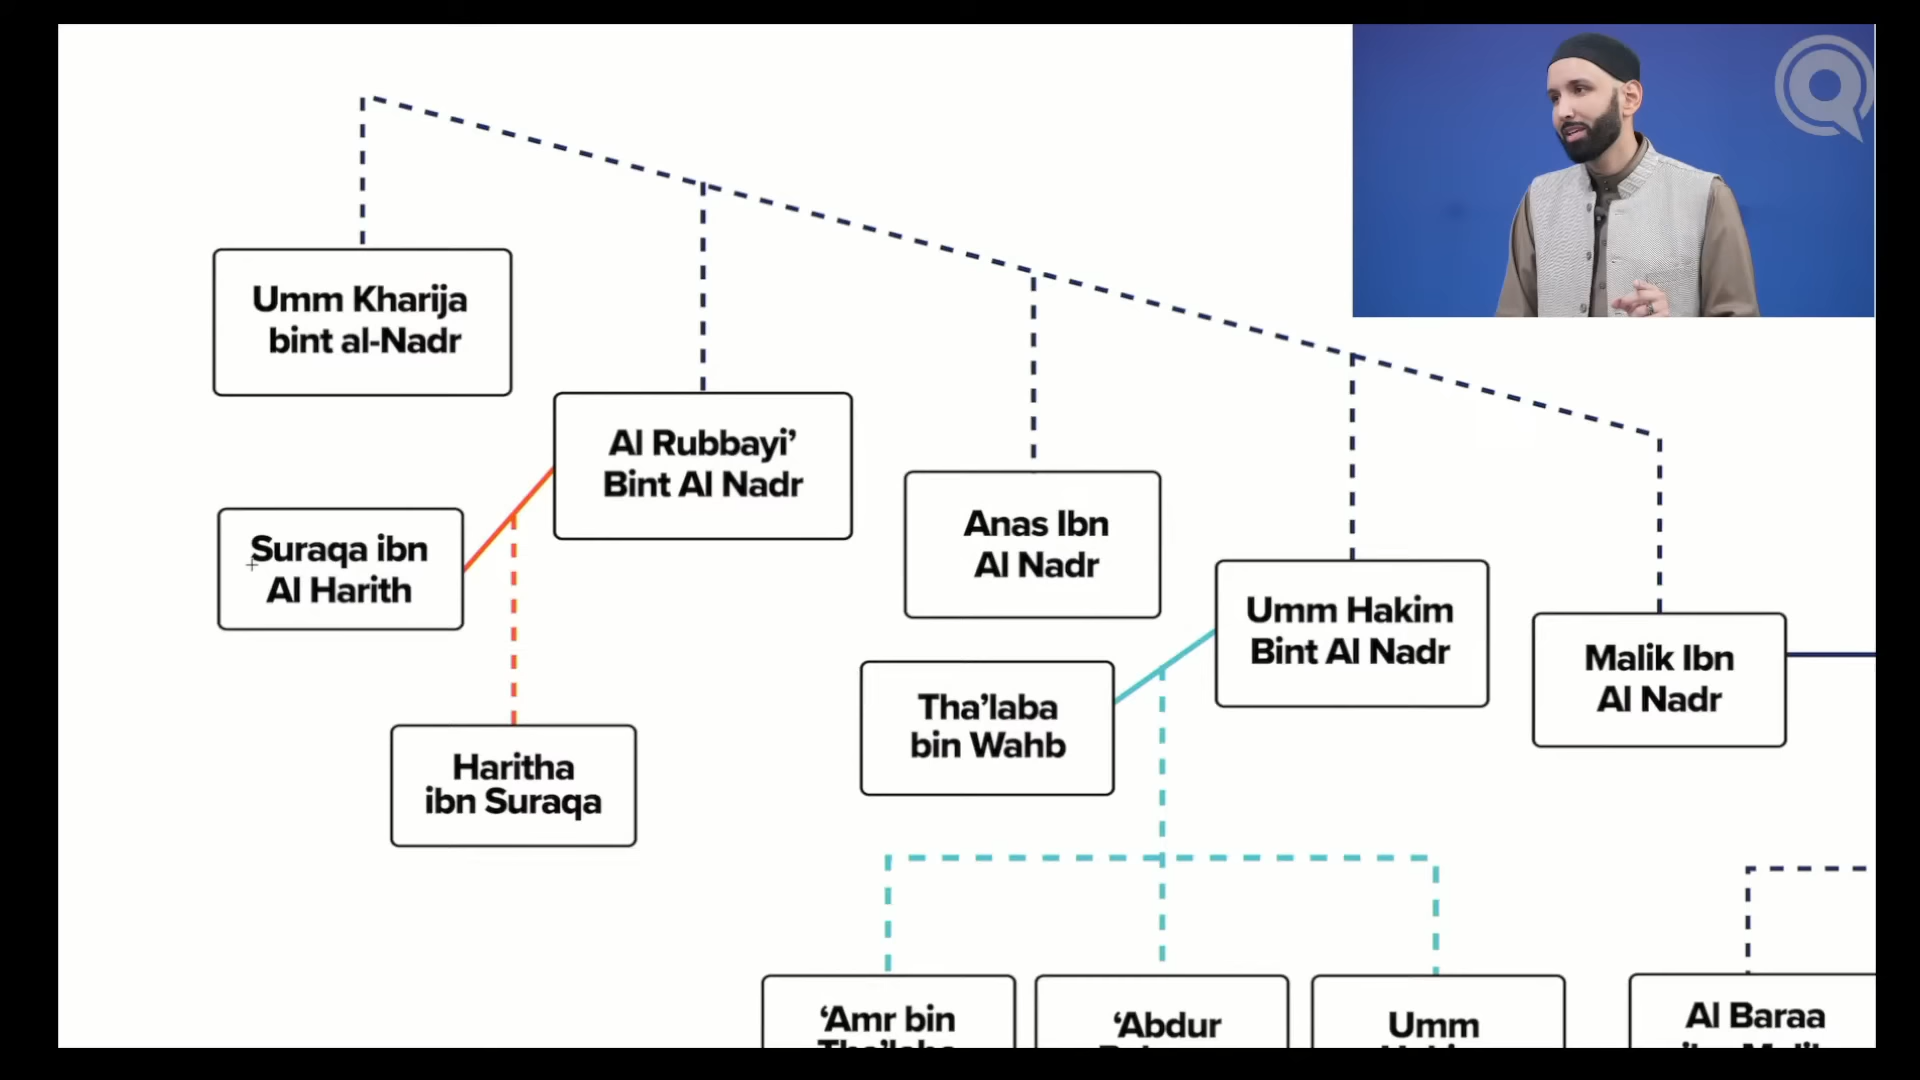 Umm Kharija
bint al-Nadr
Al Rubbayi’
Bint Al Nadr
Suraqa ibn
Al Harith
Haritha
ibn Suraqa
Anas Ibn
Al Nadr
Umm Hakim
Bint Al Nadr
Tha’laba
bin Wahb
Malik Ibn
Al Nadr
‘Amr bin
Tha’laba
‘Abdur
Umm
Al Baraa